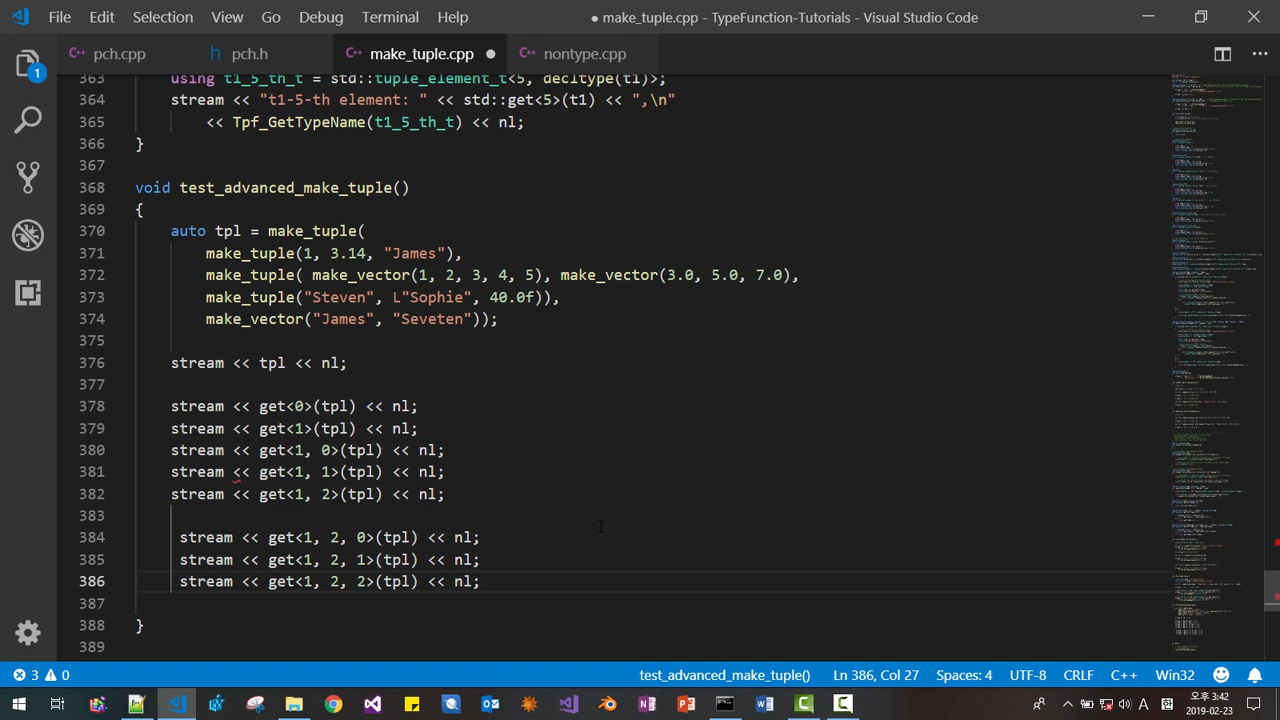 File Edit Selection View Go Debug Terminal Help
● make_tuple.cpp - TypeFunction-Tutorials - Visual Studio Code
pch.cpp pch.h make_tuple.cpp ● nontype.cpp
363 using t1_5_th_t = std::tuple_element_t<5, decltype(t1)>;
364 stream << "t1-5-th element: " << std::get<5>(t1) << ",\n"
365 << Tpf_GetTypeName(t1_5_th_t) << nl;
366 }
367
368 void test_advanced_make_tuple()
369 {
370 auto tpl = make_tuple(
371 make_tuple(1, 3.14, "James"),
372 make_tuple( make_vector(1, make_vector(3.0, 5.0, 7.0),
373 make_tuple("Karen", L"Sophie", 10.0f)),
374 make_vector("James", "Sweeten")
375
376 stream << tpl << endl;
377
378 stream << get<0>(tpl) << nl;
379 stream << get<1>(tpl) << nl;
380 stream << get<1, 0>(tpl) << nl;
381 stream << get<1, 1>(tpl) << nl;
382 stream << get<1, 2>(tpl) << nl;
383
384 stream << get<1, 2, 0>(tpl) << nl;
385 stream << get<1, 2, 1>(tpl) << nl;
386 stream << get<1, 2, 2>(tpl) << nl;
387
388 }
389
1
3 0
test_advanced_make_tuple() Ln 386, Col 27 Spaces: 4 UTF-8 CRLF C++ Win32
오후 3:42
2019-02-23